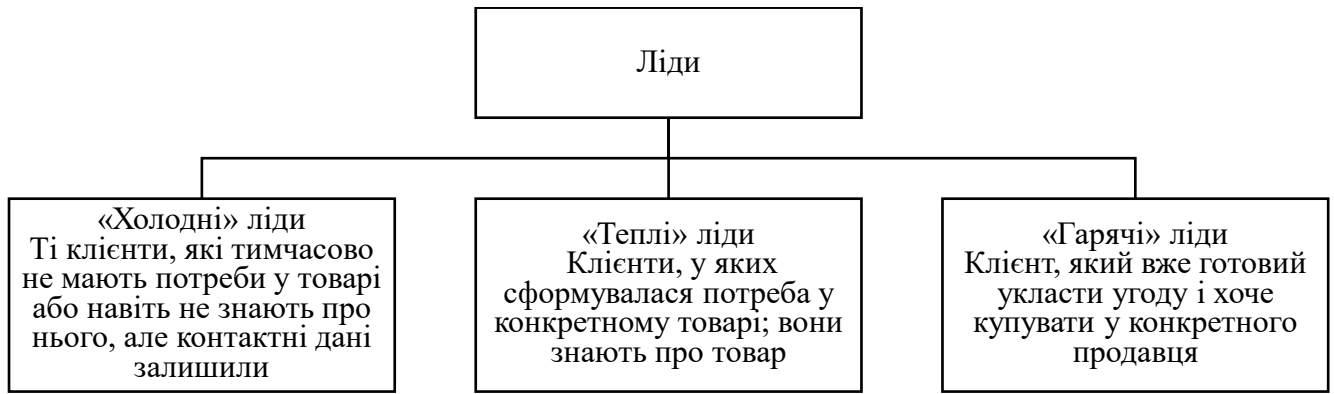 Ліди
«Холодні» ліди
Ті клієнти, які тимчасово
не мають потреби у товарі
або навіть не знають про
нього, але контактні дані
залишили
«Теплі» ліди
Клієнти, у яких
сформувалася потреба у
конкретному товарі; вони
знають про товар
«Гарячі» ліди
Клієнт, який вже готовий
укласти угоду і хоче
купувати у конкретного
продавця